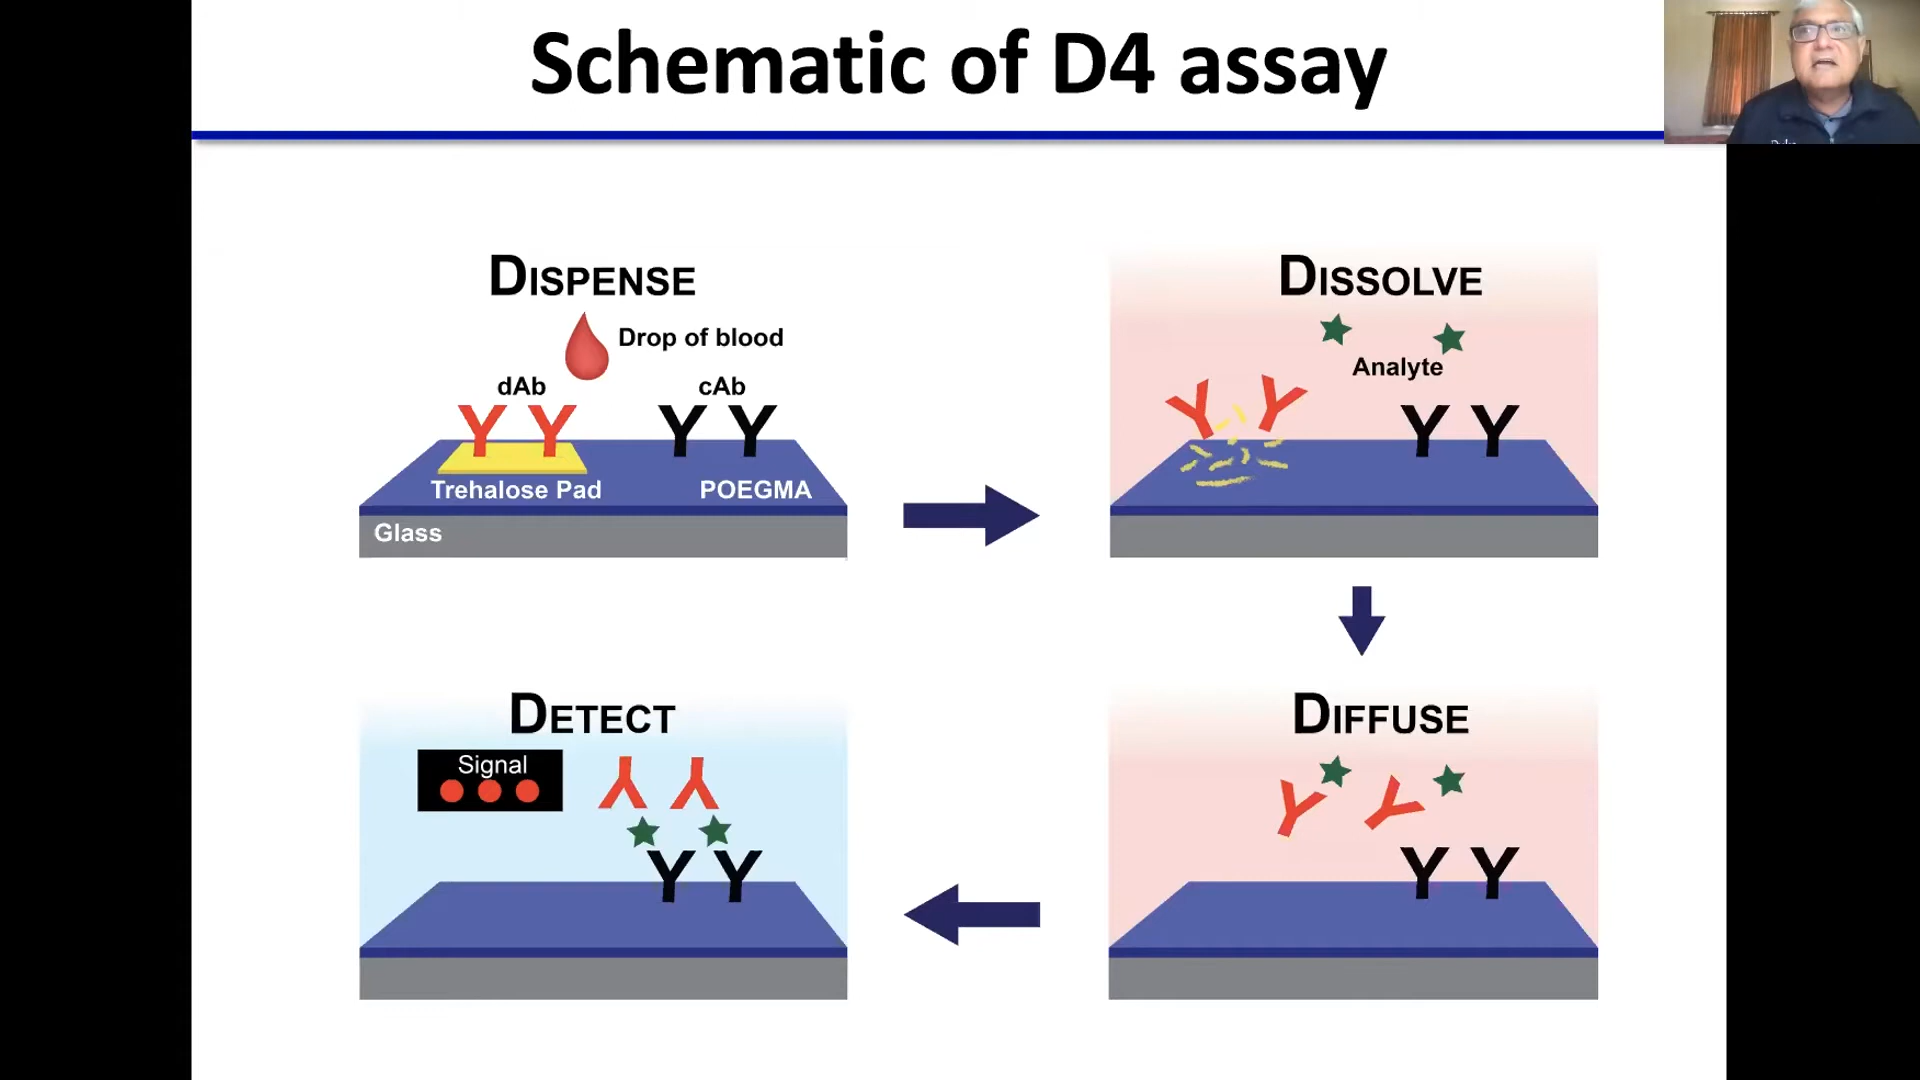 Schematic of D4 assay
DISPENSE
Drop of blood
dAb
cAb
Trehalose Pad
POEGMA
Glass
DISSOLVE
Analyte
DETECT
Signal
DIFFUSE